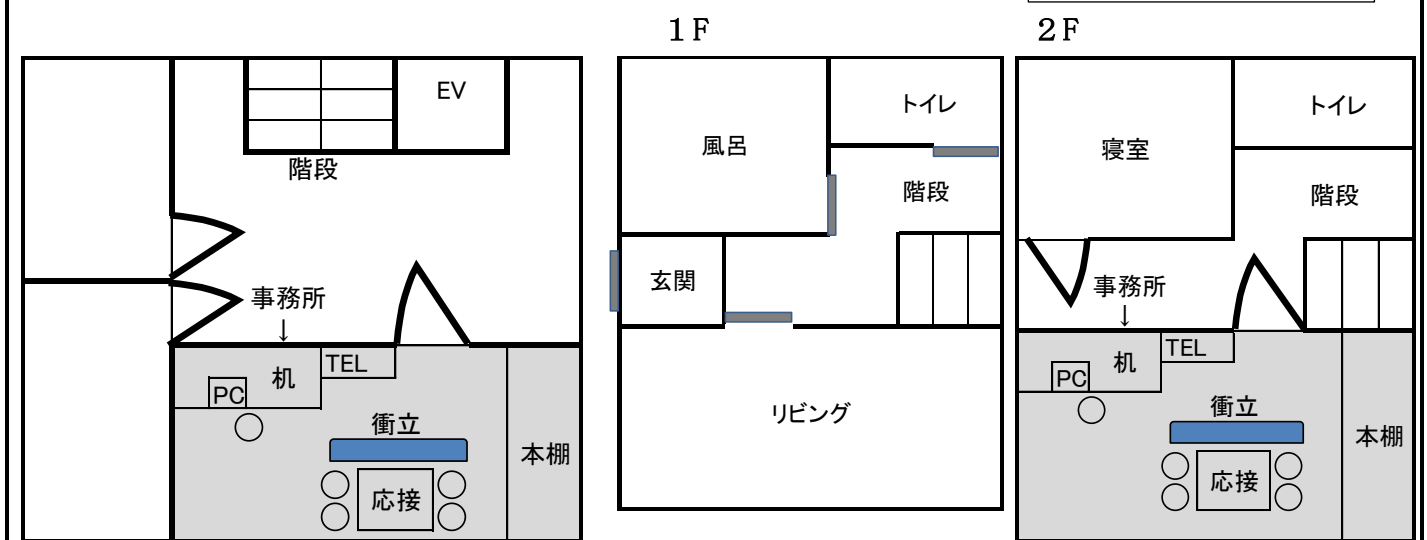 1F
2F
EV
階段
事務所
↓
机
TEL
PC
衝立
本棚
応接
トイレ
風呂
階段
玄関
リビング
トイレ
寝室
階段
事務所
↓
机
TEL
PC
衝立
本棚
応接